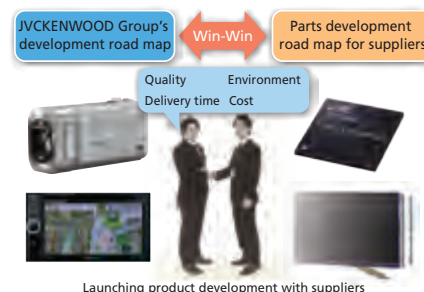 JVCKENWOOD Group's
development road map
Win-Win
Parts development
road map for suppliers
Quality Environment
Delivery time Cost
Launching product development with suppliers